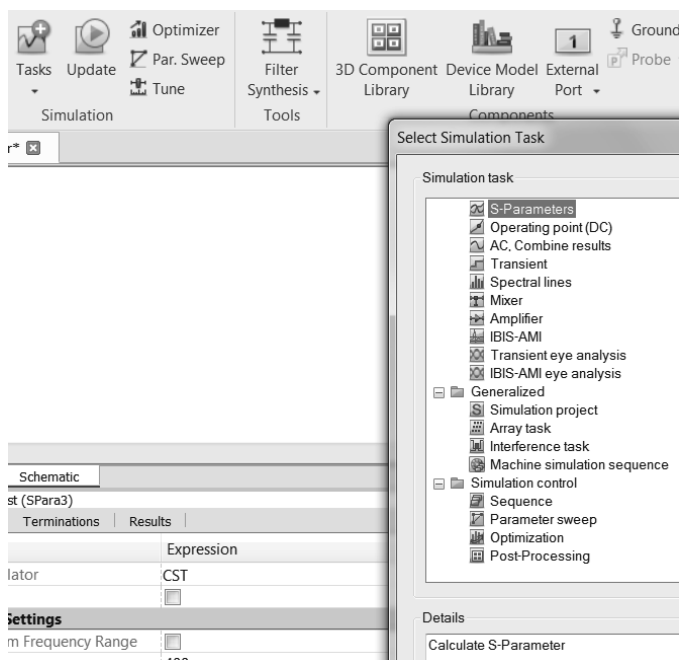 Optimizer
Par. Sweep
Tune
Tasks Update
Simulation
Filter
Synthesis
Tools
3D Component
Library
Device Model
Library
1
External
Port
Ground
Probe
Components
r*
Select Simulation Task
Simulation task
S-Parameters
Operating point (DC)
AC, Combine results
Transient
Spectral lines
Mixer
Amplifier
IBIS-AMI
Transient eye analysis
IBIS-AMI eye analysis
Generalized
Simulation project
Array task
Interference task
Machine simulation sequence
Simulation control
Sequence
Parameter sweep
Optimization
Post-Processing
Details
Calculate S-Parameter
Schematic
st (SPara3)
Terminations Results
Expression
lator CST
Settings
m Frequency Range